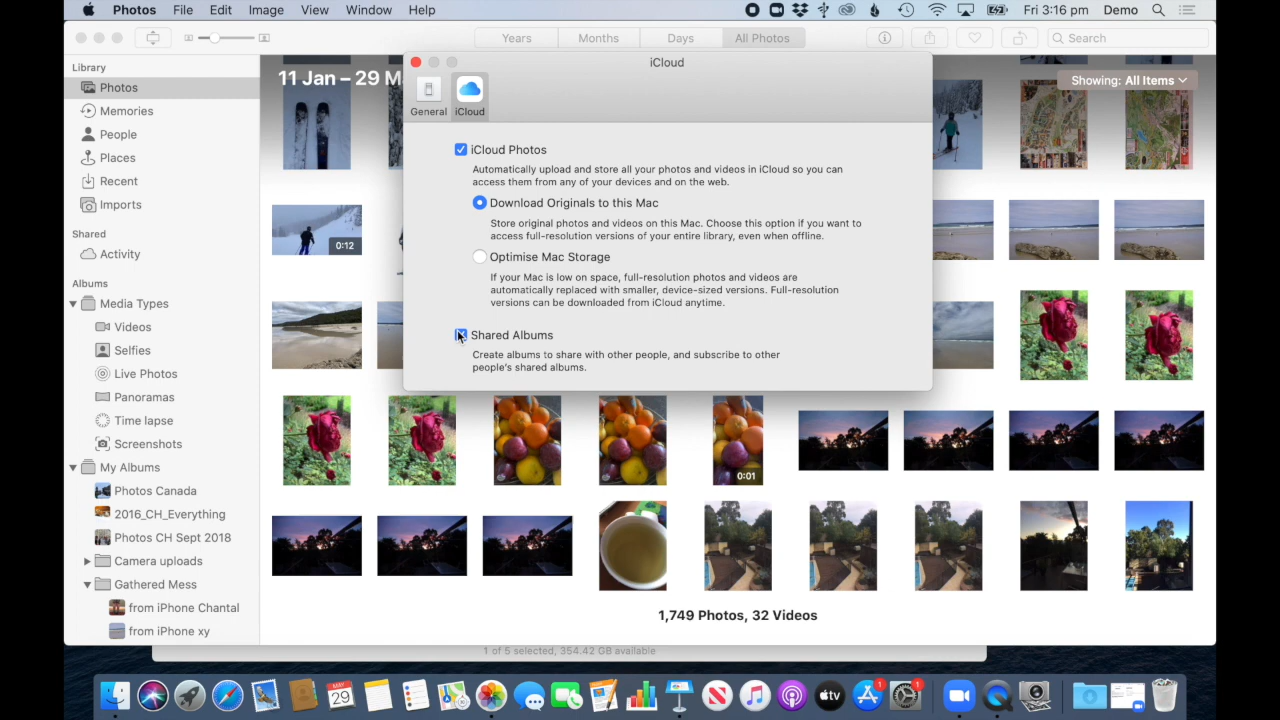 Photos File Edit Image View Window Help
Fri 3:16 pm Demo
Years Months Days All Photos
Search
Library
Photos
Memories
People
Places
Recent
Imports
Shared
Activity
Albums
Media Types
Videos
Selfies
Live Photos
Panoramas
Time lapse
Screenshots
My Albums
Photos Canada
2016_CH_Everything
Photos CH Sept 2018
Camera uploads
Gathered Mess
from iPhone Chantal
from iPhone xy
11 Jan – 29 M
Showing: All Items
iCloud
General
iCloud
iCloud Photos
Automatically upload and store all your photos and videos in iCloud so you can
access them from any of your devices and on the web.
Download Originals to this Mac
Store original photos and videos on this Mac. Choose this option if you want to
access full-resolution versions of your entire library, even when offline.
Optimise Mac Storage
If your Mac is low on space, full-resolution photos and videos are
automatically replaced with smaller, device-sized versions. Full-resolution
versions can be downloaded from iCloud anytime.
Shared Albums
Create albums to share with other people, and subscribe to other
people's shared albums.
0:12
0:01
1,749 Photos, 32 Videos
1 of 5 selected, 354.42 GB available
MAY
29
tv
1
1